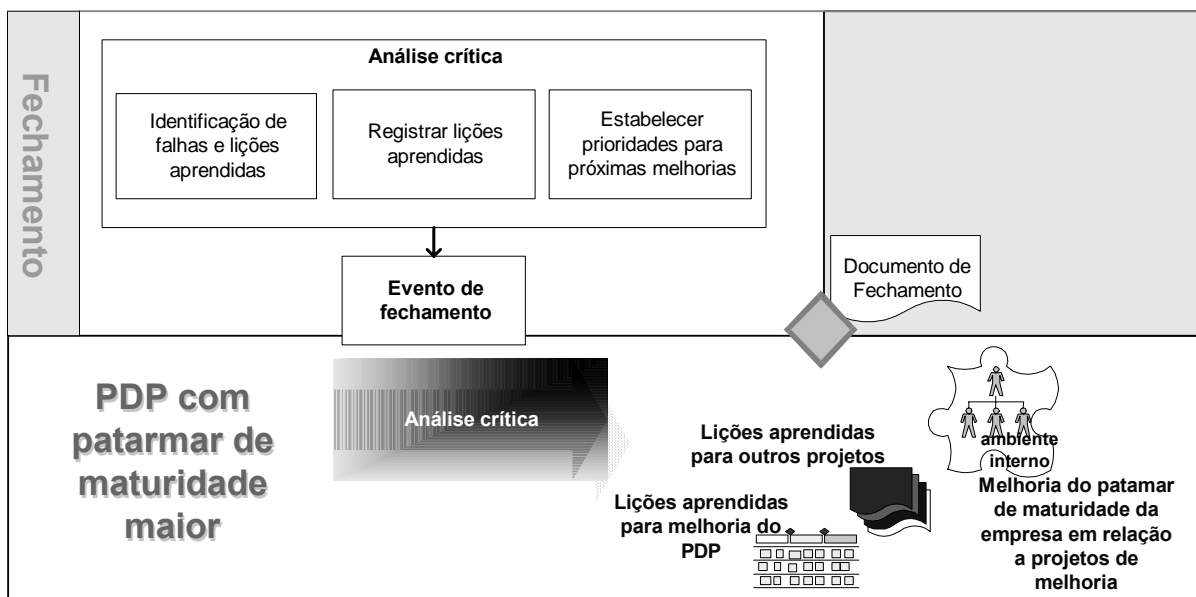 Fechamento
Análise crítica
Identificação de
falhas e lições
aprendidas
Registrar lições
aprendidas
Estabelecer
prioridades para
próximas melhorias
Evento de
fechamento
Documento de
Fechamento
PDP com
patarmar de
maturidade
maior
Análise crítica
Lições aprendidas
para outros projetos
Lições aprendidas
para melhoria do
PDP
ambiente
interno
Melhoria do patamar
de maturidade da
empresa em relação
a projetos de
melhoria